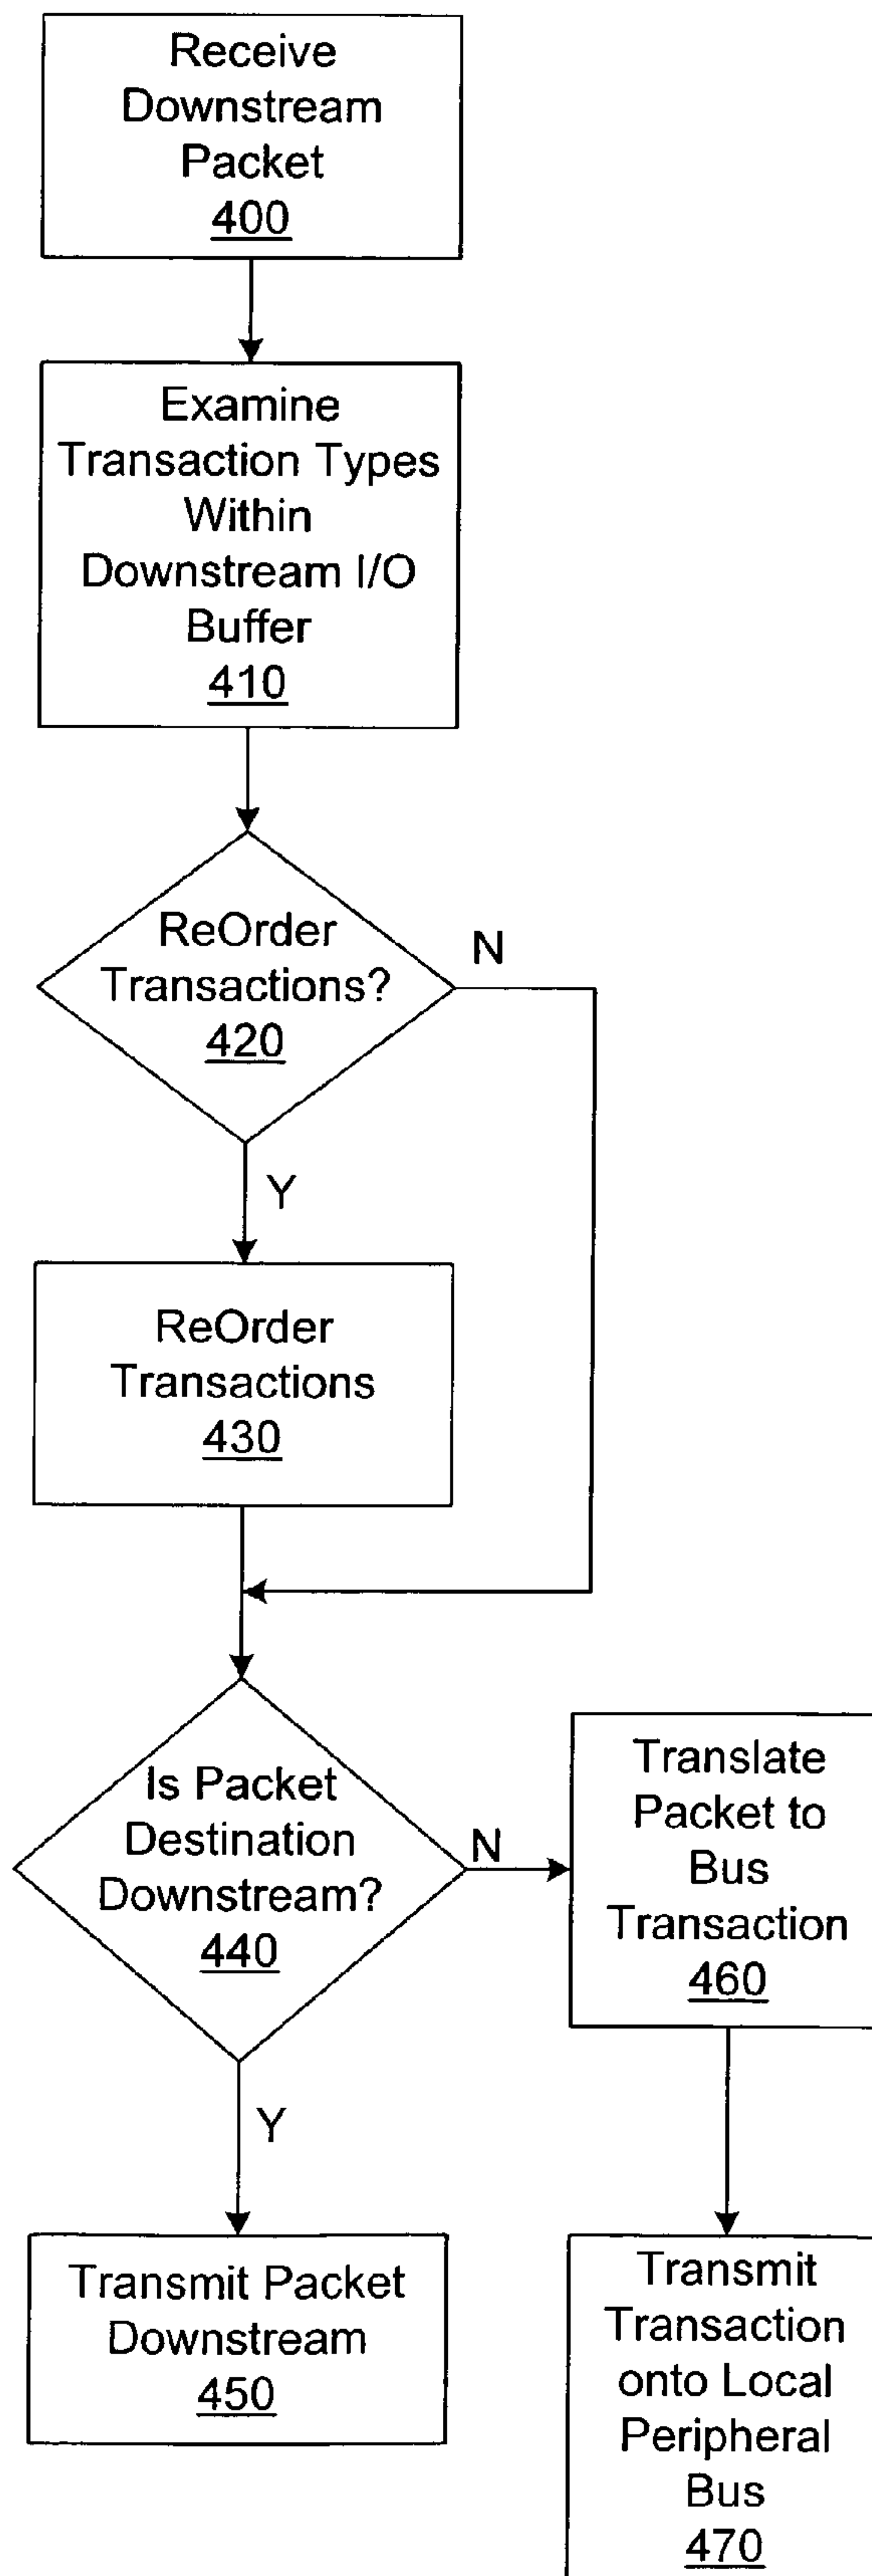 Receive
Downstream
Packet
400
Examine
Transaction Types
Within
Downstream I/O
Buffer
410
ReOrder
Transactions?
420
N
Y
ReOrder
Transactions
430
Is Packet
Destination
Downstream?
440
N
Y
Translate
Packet to
Bus
Transaction
460
Transmit Packet
Downstream
450
Transmit
Transaction
onto Local
Peripheral
Bus
470